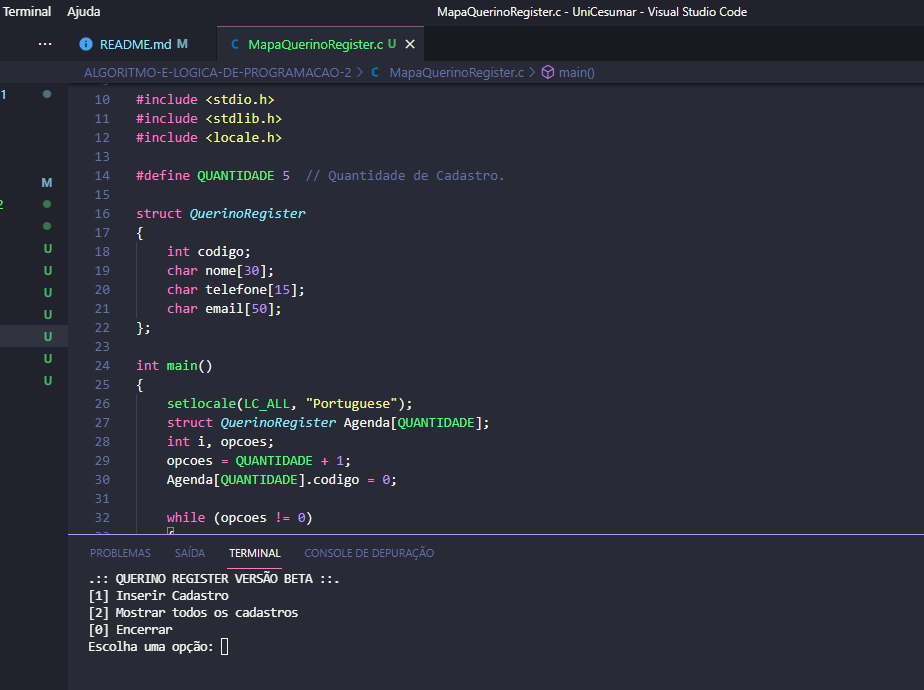 Terminal Ajuda MapaQuerinoRegister.c - UniCesumar - Visual Studio Code
··· README.md M C MapaQuerinoRegister.c U ✕
ALGORITMO-E-LOGICA-DE-PROGRAMACAO-2 > C MapaQuerinoRegister.c > main()
1
M
2
U
U
U
U
U
U
U
10 #include <stdio.h>
11 #include <stdlib.h>
12 #include <locale.h>
13
14 #define QUANTIDADE 5 // Quantidade de Cadastro.
15
16 struct QuerinoRegister
17 {
18 int codigo;
19 char nome[30];
20 char telefone[15];
21 char email[50];
22 };
23
24 int main()
25 {
26 setlocale(LC_ALL, "Portuguese");
27 struct QuerinoRegister Agenda[QUANTIDADE];
28 int i, opcoes;
29 opcoes = QUANTIDADE + 1;
30 Agenda[QUANTIDADE].codigo = 0;
31
32 while (opcoes != 0)
33 {
PROBLEMAS SAÍDA TERMINAL CONSOLE DE DEPURAÇÃO
.:: QUERINO REGISTER VERSÃO BETA ::.
[1] Inserir Cadastro
[2] Mostrar todos os cadastros
[0] Encerrar
Escolha uma opção: